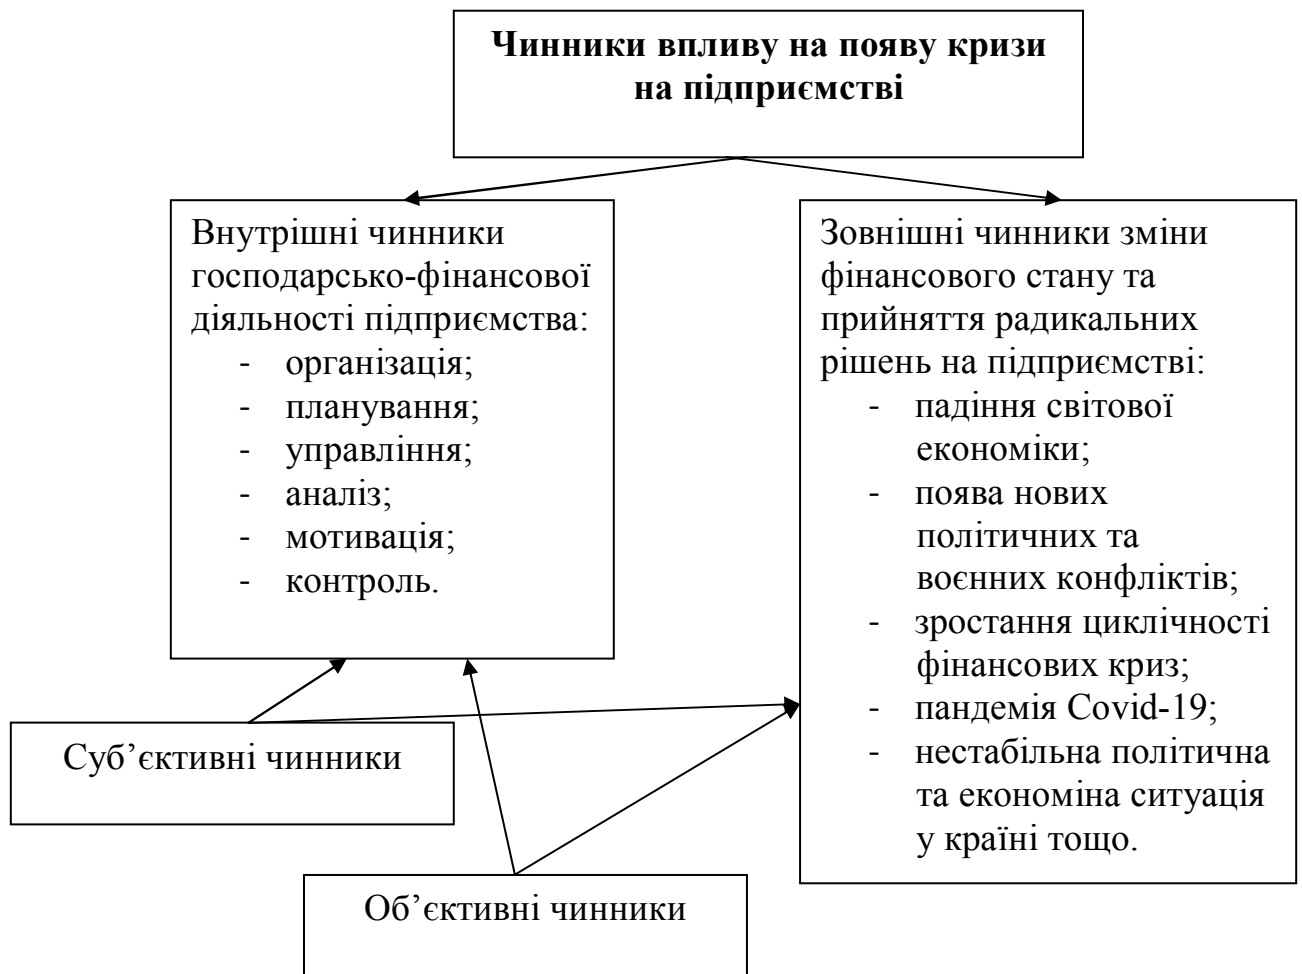 Чинники впливу на появу кризи
на підприємстві
Внутрішні чинники
господарсько-фінансової
діяльності підприємства:
- організація;
- планування;
- управління;
- аналіз;
- мотивація;
- контроль.
Зовнішні чинники зміни
фінансового стану та
прийняття радикальних
рішень на підприємстві:
- падіння світової
економіки;
- поява нових
політичних та
воєнних конфліктів;
- зростання циклічності
фінансових криз;
- пандемія Covid-19;
- нестабільна політична
та економіна ситуація
у країні тощо.
Суб’єктивні чинники
Об’єктивні чинники